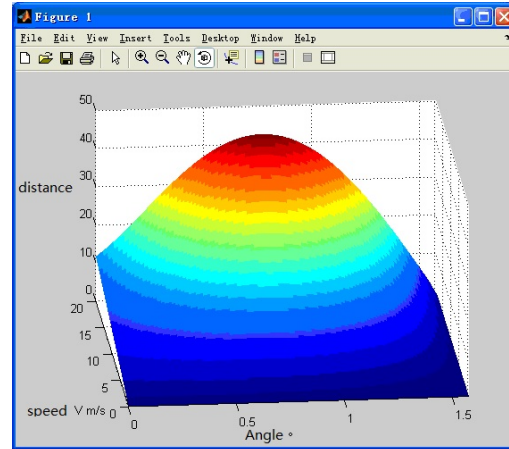 Figure 1
File Edit View Insert Tools Desktop Window Help
50
40
distance 30
20
10
0
20
15
10
5
speed V m/s 0
0 0.5 1 1.5
Angle °